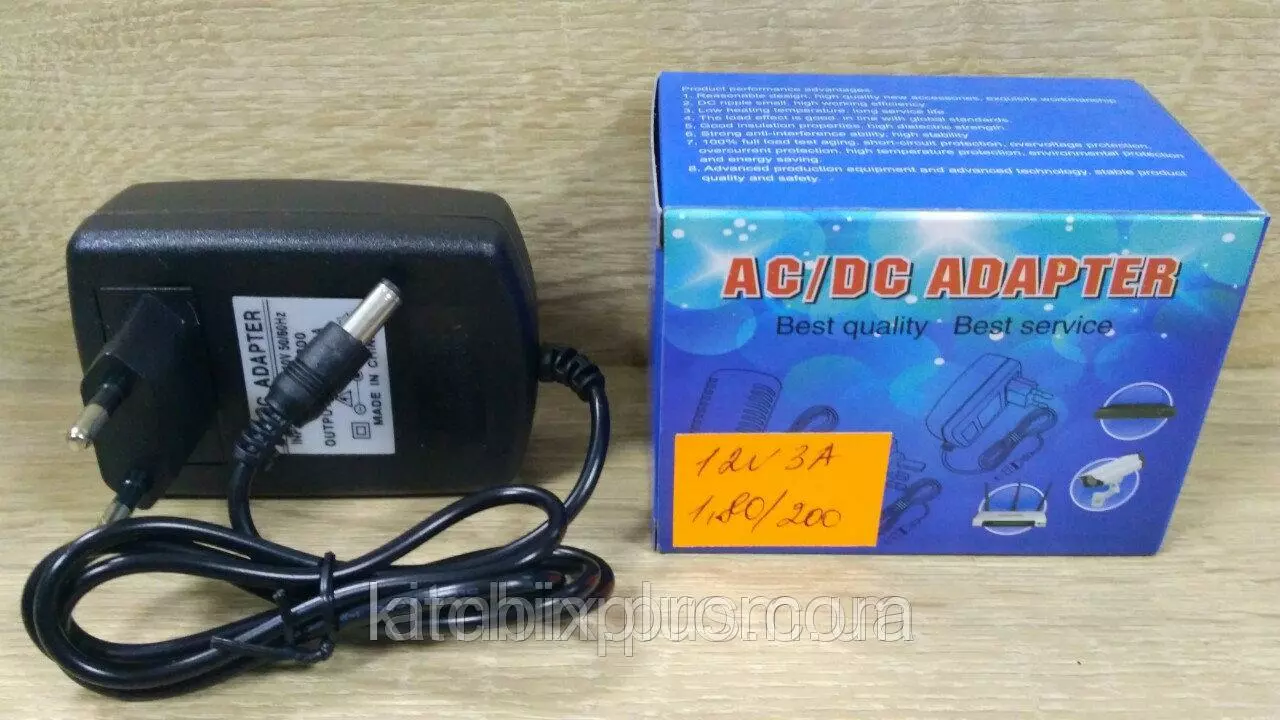 Product performance advantages:
1. Reasonable design, high quality new accessories, exquisite workmanship
2. DC ripple small, high working efficiency
3. Low heating temperature, long service life
4. The load effect is good, in line with global standards.
5. Good insulation properties, high dielectric strength.
6. Strong anti-interference ability, high stability
7. 100% full load test aging, short-circuit protection, overvoltage protection,
overcurrent protection, high temperature protection, environmental protection
and energy saving.
8. Advanced production equipment and advanced technology, stable product
quality and safety.
AC/DC ADAPTER
Best quality Best service
12V 3A
1,80/200
ADAPTER
50/60Hz
MADE IN